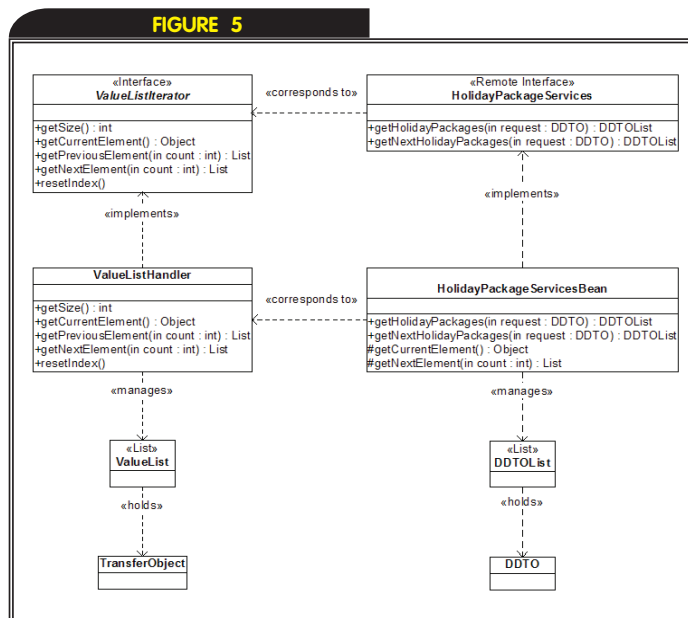 FIGURE 5
«Interface»
ValueListIterator
+getSize() : int
+getCurrentElement() : Object
+getPreviousElement(in count : int) : List
+getNextElement(in count : int) : List
+resetIndex()
«corresponds to»
«Remote Interface»
HolidayPackageServices
+getHolidayPackages(in request : DDTO) : DDTOList
+getNextHolidayPackages(in request : DDTO) : DDTOList
«implements»
«implements»
ValueListHandler
+getSize() : int
+getCurrentElement() : Object
+getPreviousElement(in count : int) : List
+getNextElement(in count : int) : List
+resetIndex()
«corresponds to»
HolidayPackageServicesBean
+getHolidayPackages(in request : DDTO) : DDTOList
+getNextHolidayPackages(in request : DDTO) : DDTOList
#getCurrentElement() : Object
#getNextElement(in count : int) : List
«manages»
«manages»
«List»
ValueList
«List»
DDTOList
«holds»
«holds»
TransferObject
DDTO